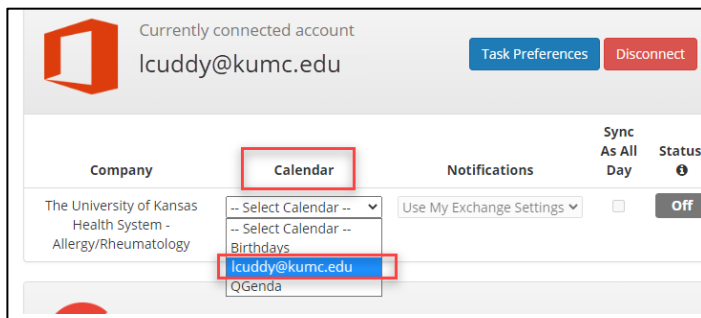 Currently connected account
lcuddy@kumc.edu
Task Preferences
Disconnect
Company
Calendar
Notifications
Sync As All Day
Status
The University of Kansas
Health System -
Allergy/Rheumatology
-- Select Calendar --
Use My Exchange Settings
Off
-- Select Calendar --
Birthdays
lcuddy@kumc.edu
QGenda